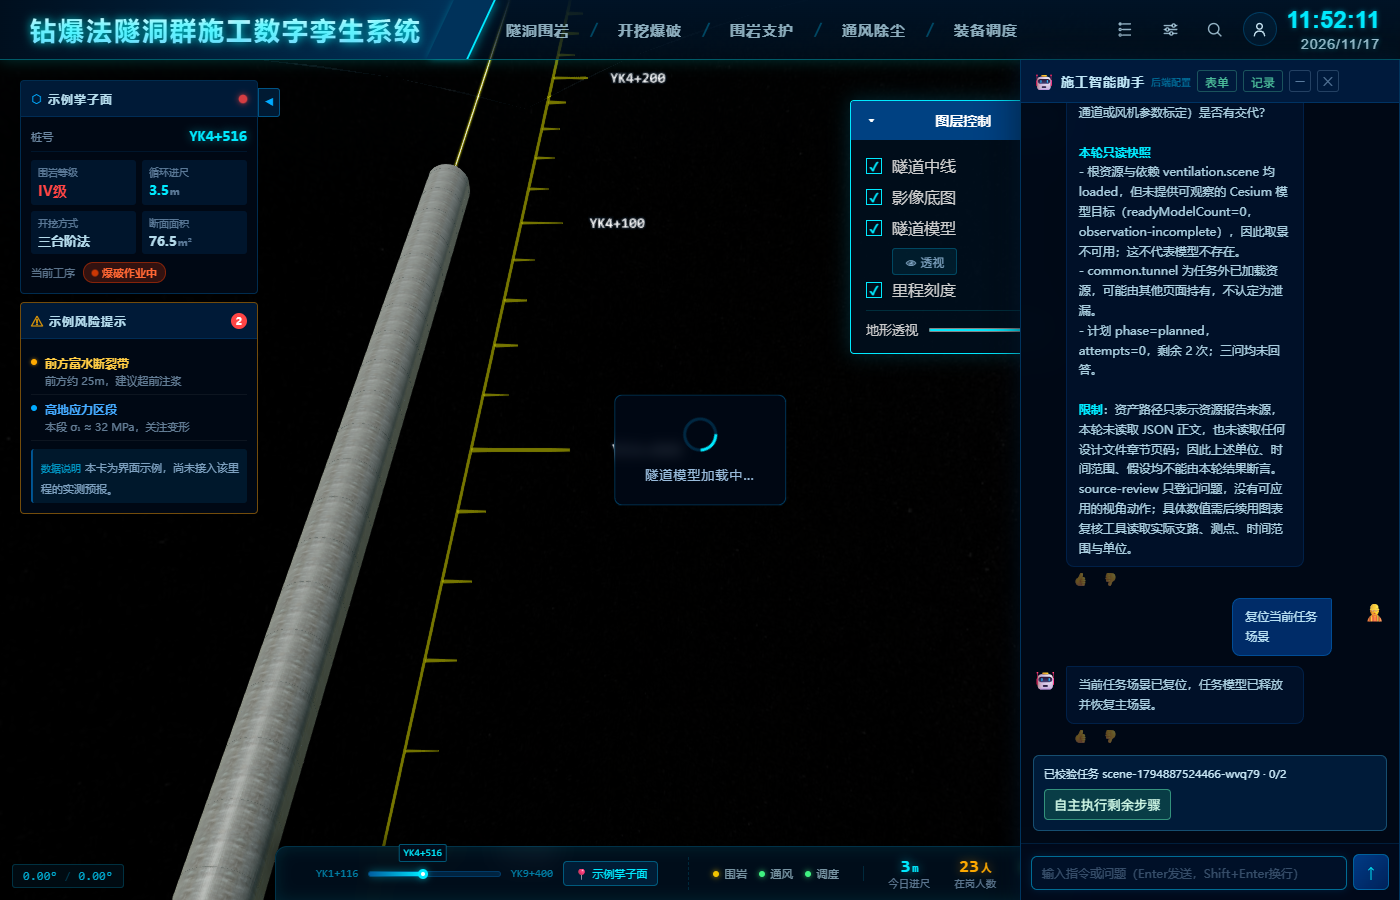 钻爆法隧洞群施工数字孪生系统
隧洞围岩 / 开挖爆破 / 围岩支护 / 通风除尘 / 装备调度
11:52:11
2026/11/17
示例掌子面
桩号 YK4+516
围岩等级 循环进尺
IV级 3.5m
开挖方式 断面面积
三台阶法 76.5m²
当前工序 爆破作业中
示例风险提示 2
前方富水断裂带
前方约 25m，建议超前注浆
高地应力区段
本段 σ₁ ≈ 32 MPa，关注变形
数据说明 本卡为界面示例，尚未接入该里
程的实测预报。
YK4+200
YK4+100
图层控制
隧道中线
影像底图
隧道模型
透视
里程刻度
地形透视
隧道模型加载中...
施工智能助手 后端配置 表单 记录
通道或风机参数标定）是否有交代？
本轮只读快照
- 根资源与依赖 ventilation.scene 均
loaded，但未提供可观察的 Cesium 模
型目标（readyModelCount=0，
observation-incomplete），因此取景
不可用；这不代表模型不存在。
- common.tunnel 为任务外已加载资
源，可能由其他页面持有，不认定为泄
漏。
- 计划 phase=planned，
attempts=0，剩余 2 次；三问均未回
答。
限制：资产路径只表示资源报告来源，
本轮未读取 JSON 正文，也未读取任何
设计文件章节页码；因此上述单位、时
间范围、假设均不能由本轮结果断言。
source-review 只登记问题，没有可应
用的视角动作；具体数值需后续用图表
复核工具读取实际支路、测点、时间范
围与单位。
复位当前任务
场景
当前任务场景已复位，任务模型已释放
并恢复主场景。
已校验任务 scene-1794887524466-wvq79 · 0/2
自主执行剩余步骤
输入指令或问题（Enter发送，Shift+Enter换行）
↑
0.00° / 0.00°
YK4+516
YK1+116 YK9+400
示例掌子面
围岩 通风 调度
3m 23人
今日进尺 在岗人数